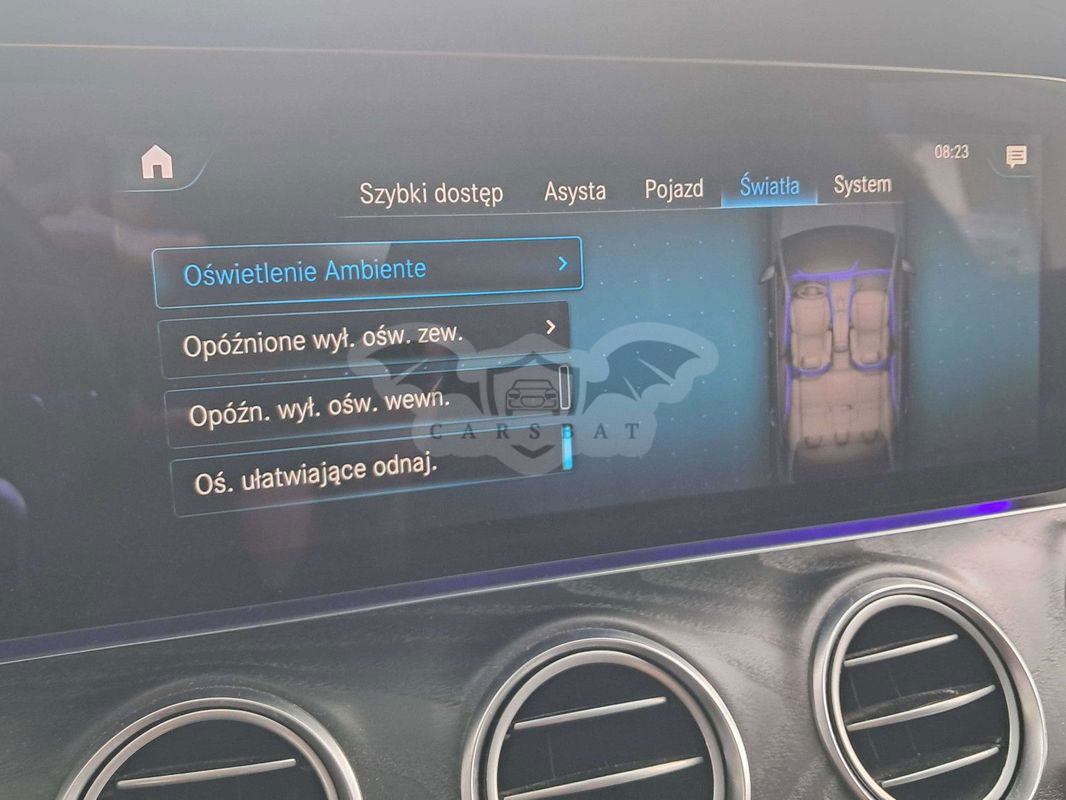 08:23
Szybki dostęp Asysta Pojazd Światła System
Oświetlenie Ambiente
Opóźnione wył. ośw. zew.
Opóźn. wył. ośw. wewn.
Oś. ułatwiające odnaj.
CARSBAT